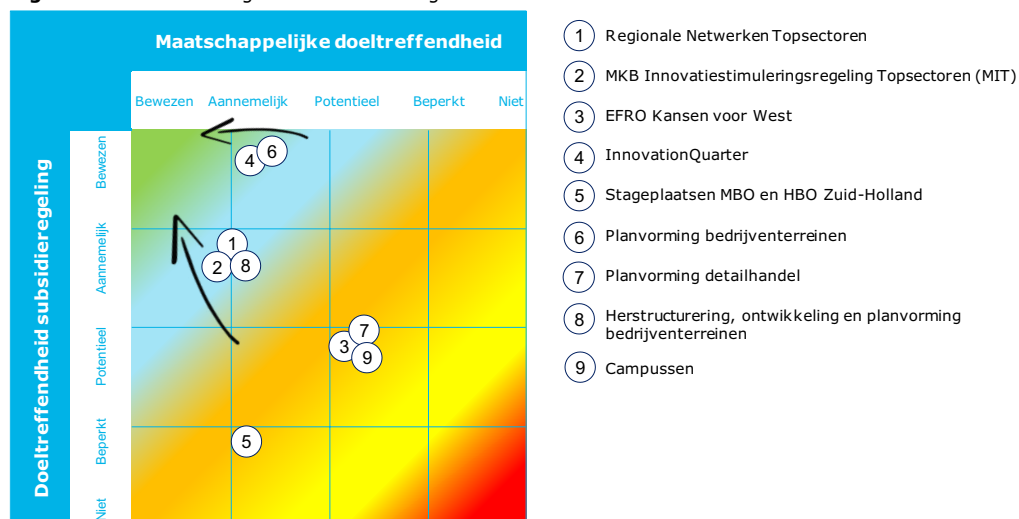 Maatschappelijke doeltreffendheid
Bewezen Aannemelijk Potentieel Beperkt Niet
Doeltreffendheid subsidieregeling
Bewezen
Aannemelijk
Potentieel
Beperkt
Niet
4 6
1
2 8
7
3
9
5
1 Regionale Netwerken Topsectoren
2 MKB Innovatiestimuleringsregeling Topsectoren (MIT)
3 EFRO Kansen voor West
4 InnovationQuarter
5 Stageplaatsen MBO en HBO Zuid-Holland
6 Planvorming bedrijventerreinen
7 Planvorming detailhandel
8 Herstructurering, ontwikkeling en planvorming
bedrijventerreinen
9 Campussen